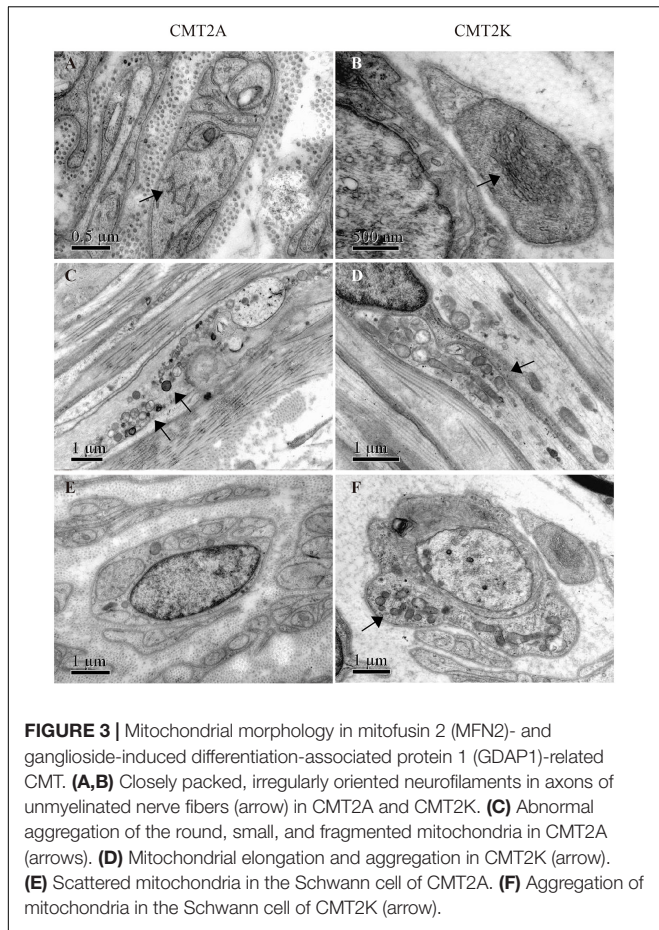 CMT2A CMT2K
A B
0.5 µm 500 nm
C D
1 µm 1 µm
E F
1 µm 1 µm
FIGURE 3 | Mitochondrial morphology in mitofusin 2 (MFN2)- and
ganglioside-induced differentiation-associated protein 1 (GDAP1)-related
CMT. (A,B) Closely packed, irregularly oriented neurofilaments in axons of
unmyelinated nerve fibers (arrow) in CMT2A and CMT2K. (C) Abnormal
aggregation of the round, small, and fragmented mitochondria in CMT2A
(arrows). (D) Mitochondrial elongation and aggregation in CMT2K (arrow).
(E) Scattered mitochondria in the Schwann cell of CMT2A. (F) Aggregation of
mitochondria in the Schwann cell of CMT2K (arrow).